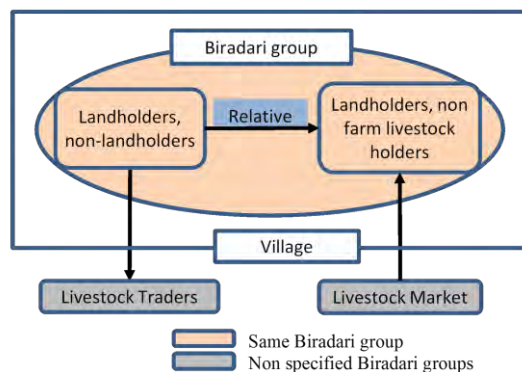 Biradari group
Landholders,
non-landholders
Relative
Landholders, non
farm livestock
holders
Village
Livestock Traders
Livestock Market
Same Biradari group
Non specified Biradari groups